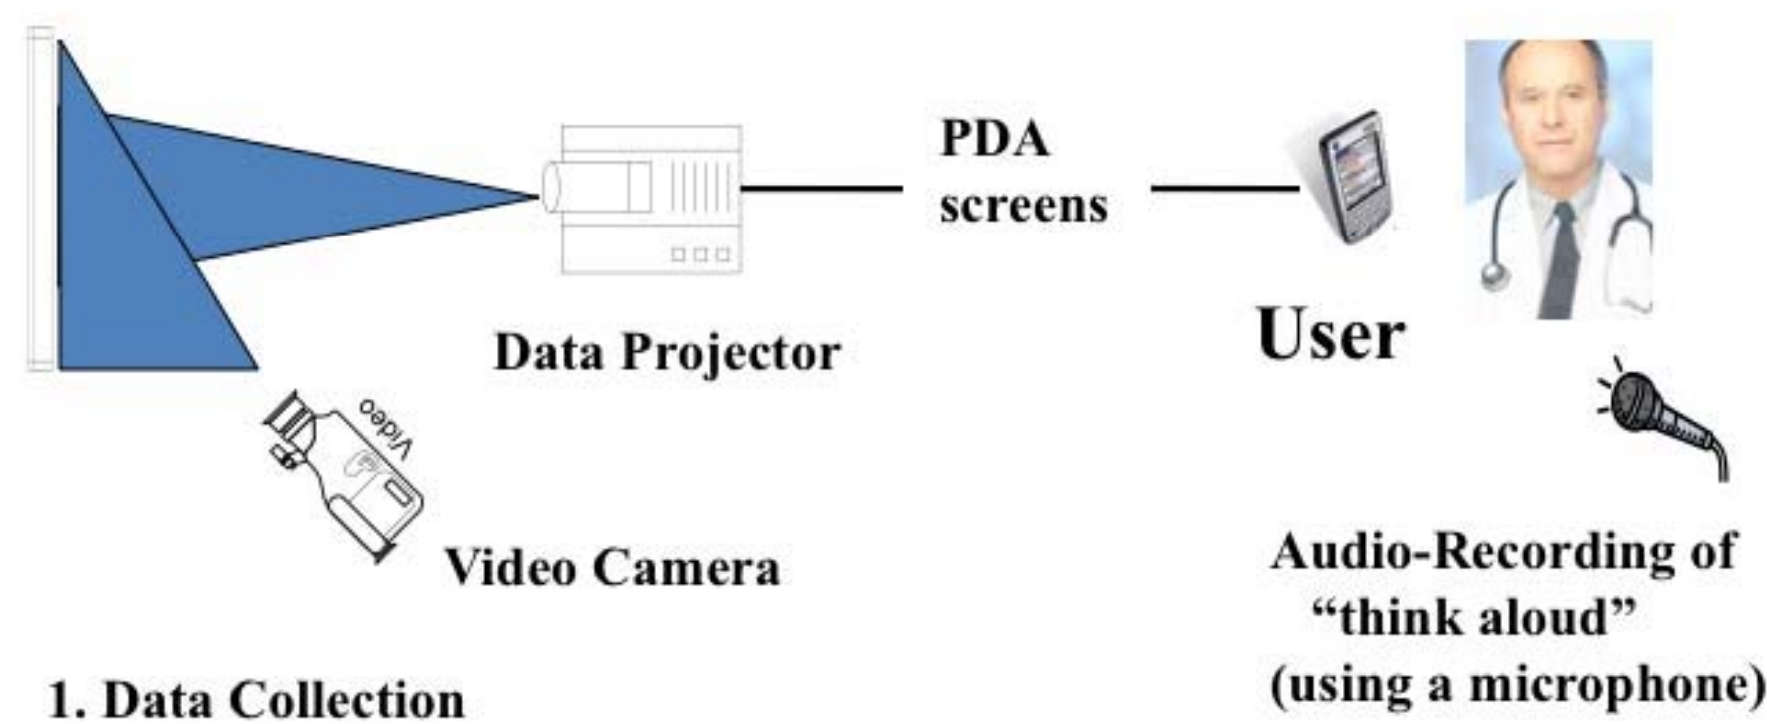 PDA
screens
User
Data Projector
Video
Video Camera
Audio-Recording of
“think aloud”
(using a microphone)
1. Data Collection